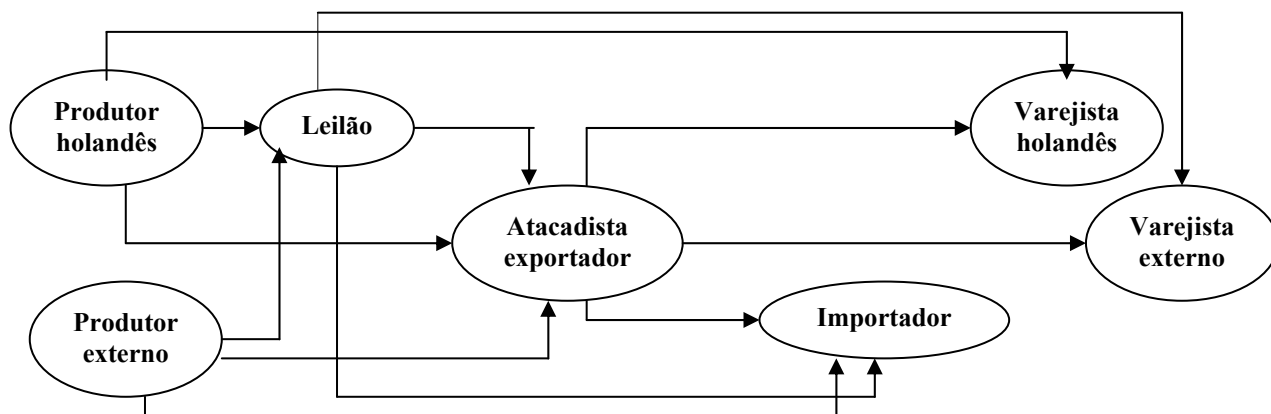 Produtor
holandês
Leilão
Varejista
holandês
Atacadista
exportador
Varejista
externo
Produtor
externo
Importador